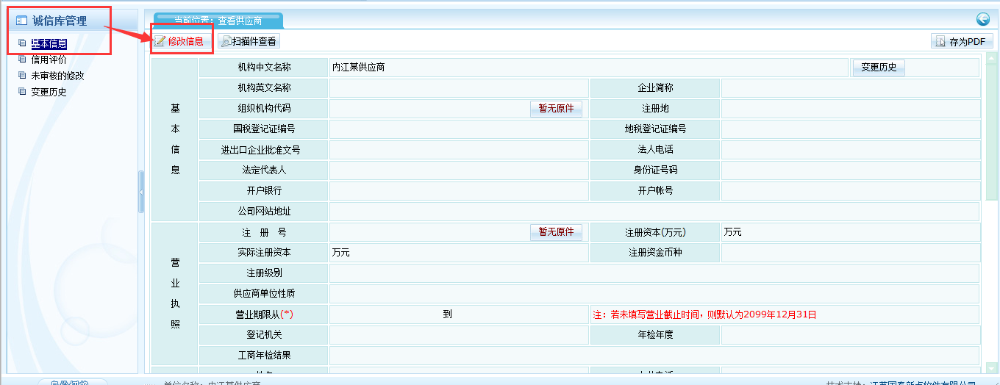 诚信库管理
基本信息
信用评价
未审核的修改
变更历史
当前位置：查看供应商
修改信息 扫描件查看 存为PDF
基本信息
机构中文名称 内江某供应商 变更历史
机构英文名称 企业简称
组织机构代码 暂无原件 注册地
国税登记证编号 地税登记证编号
进出口企业批准文号 法人电话
法定代表人 身份证号码
开户银行 开户帐号
公司网站地址
营业执照
注 册 号 暂无原件 注册资本(万元) 万元
实际注册资本 万元 注册资金币种
注册级别
供应商单位性质
营业期限从(*) 到 注：若未填写营业截止时间，则默认为2099年12月31日
登记机关 年检年度
工商年检结果
单位名称：内江某供应商